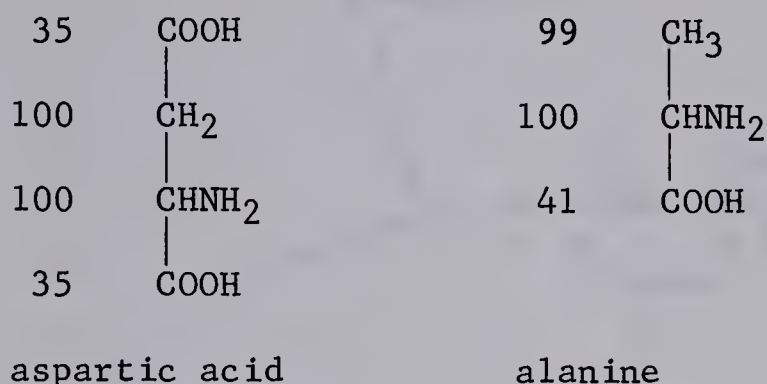 35 COOH 99 CH3
100 CH2 100 CHNH2
100 CHNH2 41 COOH
35 COOH
aspartic acid alanine